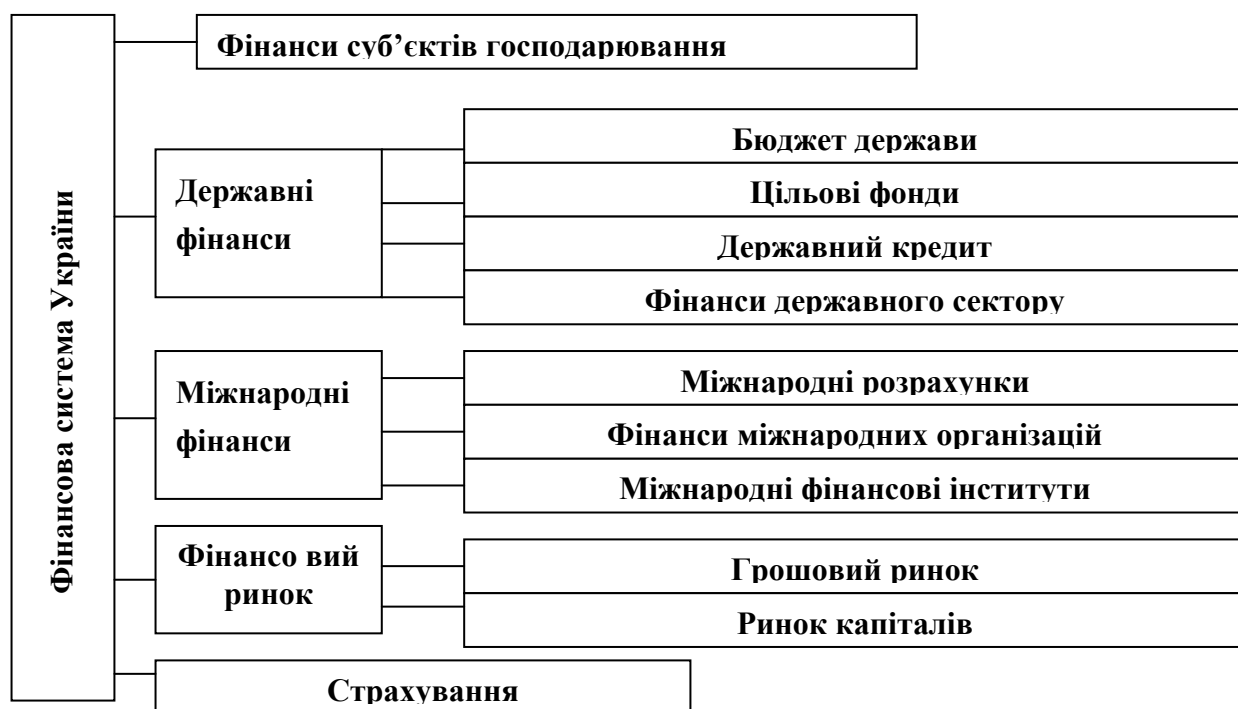 Фінансова система України
Фінанси суб’єктів господарювання
Державні
фінанси
Бюджет держави
Цільові фонди
Державний кредит
Фінанси державного сектору
Міжнародні
фінанси
Міжнародні розрахунки
Фінанси міжнародних організацій
Міжнародні фінансові інститути
Фінансо вий
ринок
Грошовий ринок
Ринок капіталів
Страхування